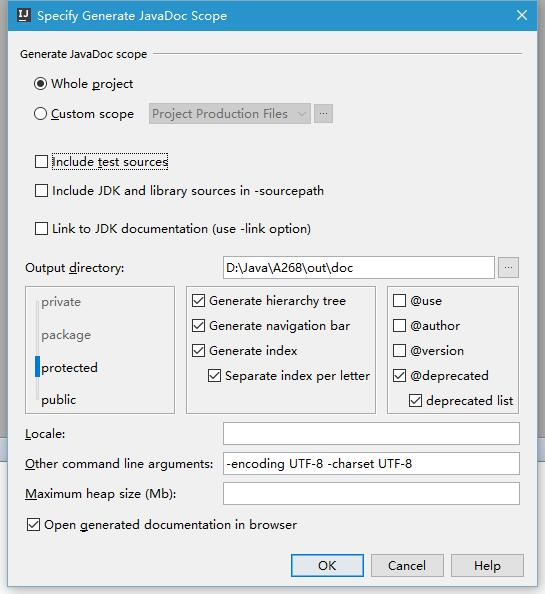 IJ Specify Generate JavaDoc Scope
Generate JavaDoc scope
Whole project
Custom scope Project Production Files ...
Include test sources
Include JDK and library sources in -sourcepath
Link to JDK documentation (use -link option)
Output directory: D:\Java\A268\out\doc ...
private
package
protected
public
Generate hierarchy tree
Generate navigation bar
Generate index
Separate index per letter
@use
@author
@version
@deprecated
deprecated list
Locale:
Other command line arguments: -encoding UTF-8 -charset UTF-8
Maximum heap size (Mb):
Open generated documentation in browser
OK Cancel Help